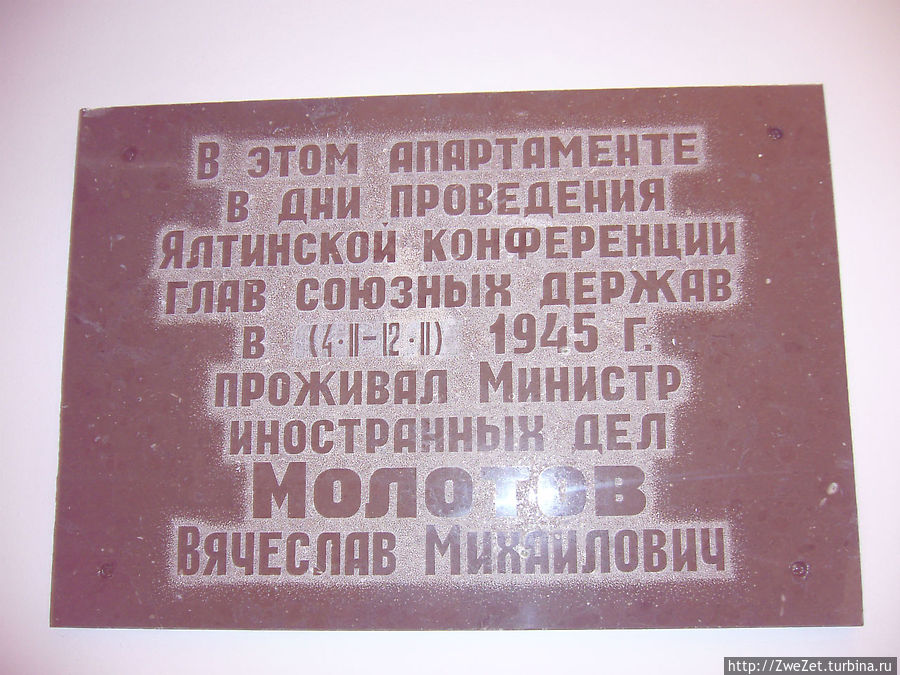 В этом апартаменте
в дни проведения
Ялтинской конференции
глав союзных держав
в (4·II–12·II) 1945 г.
проживал Министр
иностранных дел
Молотов
Вячеслав Михайлович
http://ZweZet.turbina.ru